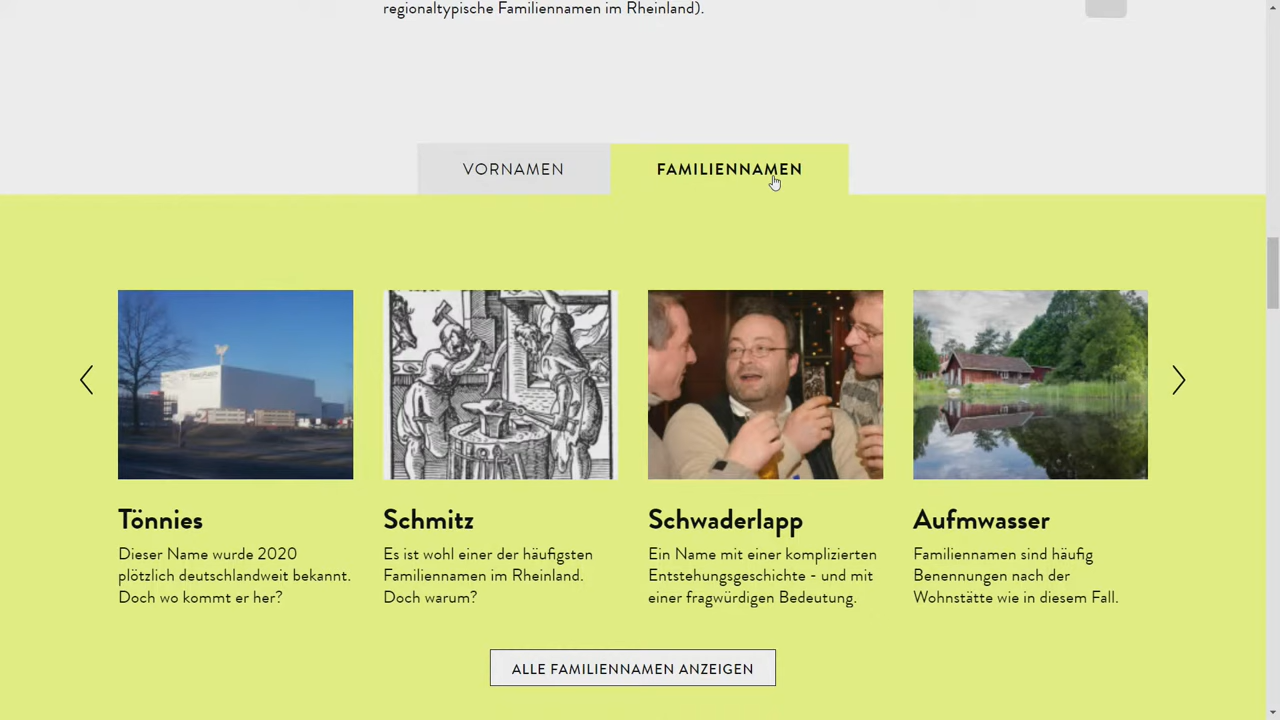 regionaltypische Familiennamen im Rheinland).
VORNAMEN
FAMILIENNAMEN
Tönnies
Dieser Name wurde 2020
plötzlich deutschlandweit bekannt.
Doch wo kommt er her?
Schmitz
Es ist wohl einer der häufigsten
Familiennamen im Rheinland.
Doch warum?
Schwaderlapp
Ein Name mit einer komplizierten
Entstehungsgeschichte - und mit
einer fragwürdigen Bedeutung.
Aufmwasser
Familiennamen sind häufig
Benennungen nach der
Wohnstätte wie in diesem Fall.
ALLE FAMILIENNAMEN ANZEIGEN